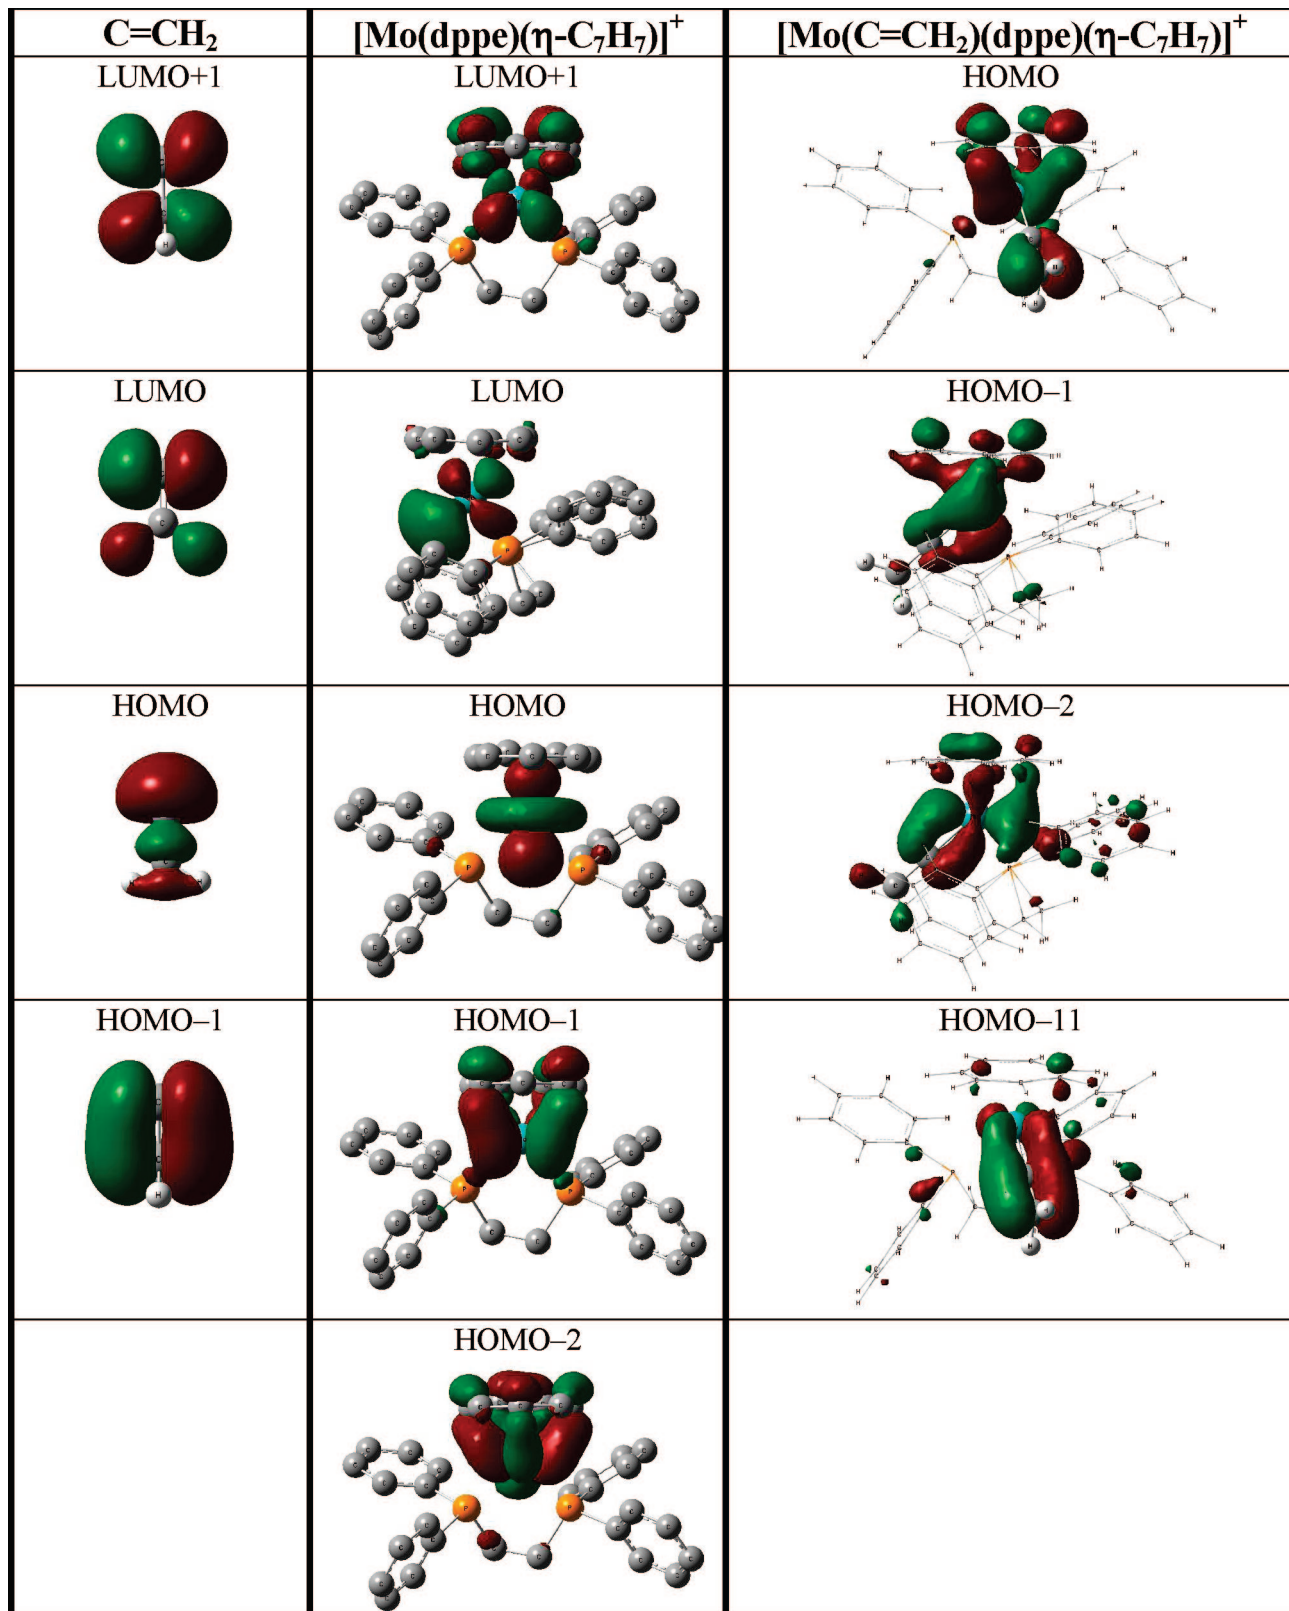 C=CH₂ [Mo(dppe)(η-C₇H₇)]⁺ [Mo(C=CH₂)(dppe)(η-C₇H₇)]⁺
LUMO+1 LUMO+1 HOMO
LUMO LUMO HOMO–1
HOMO HOMO HOMO–2
HOMO–1 HOMO–1 HOMO–11
HOMO–2